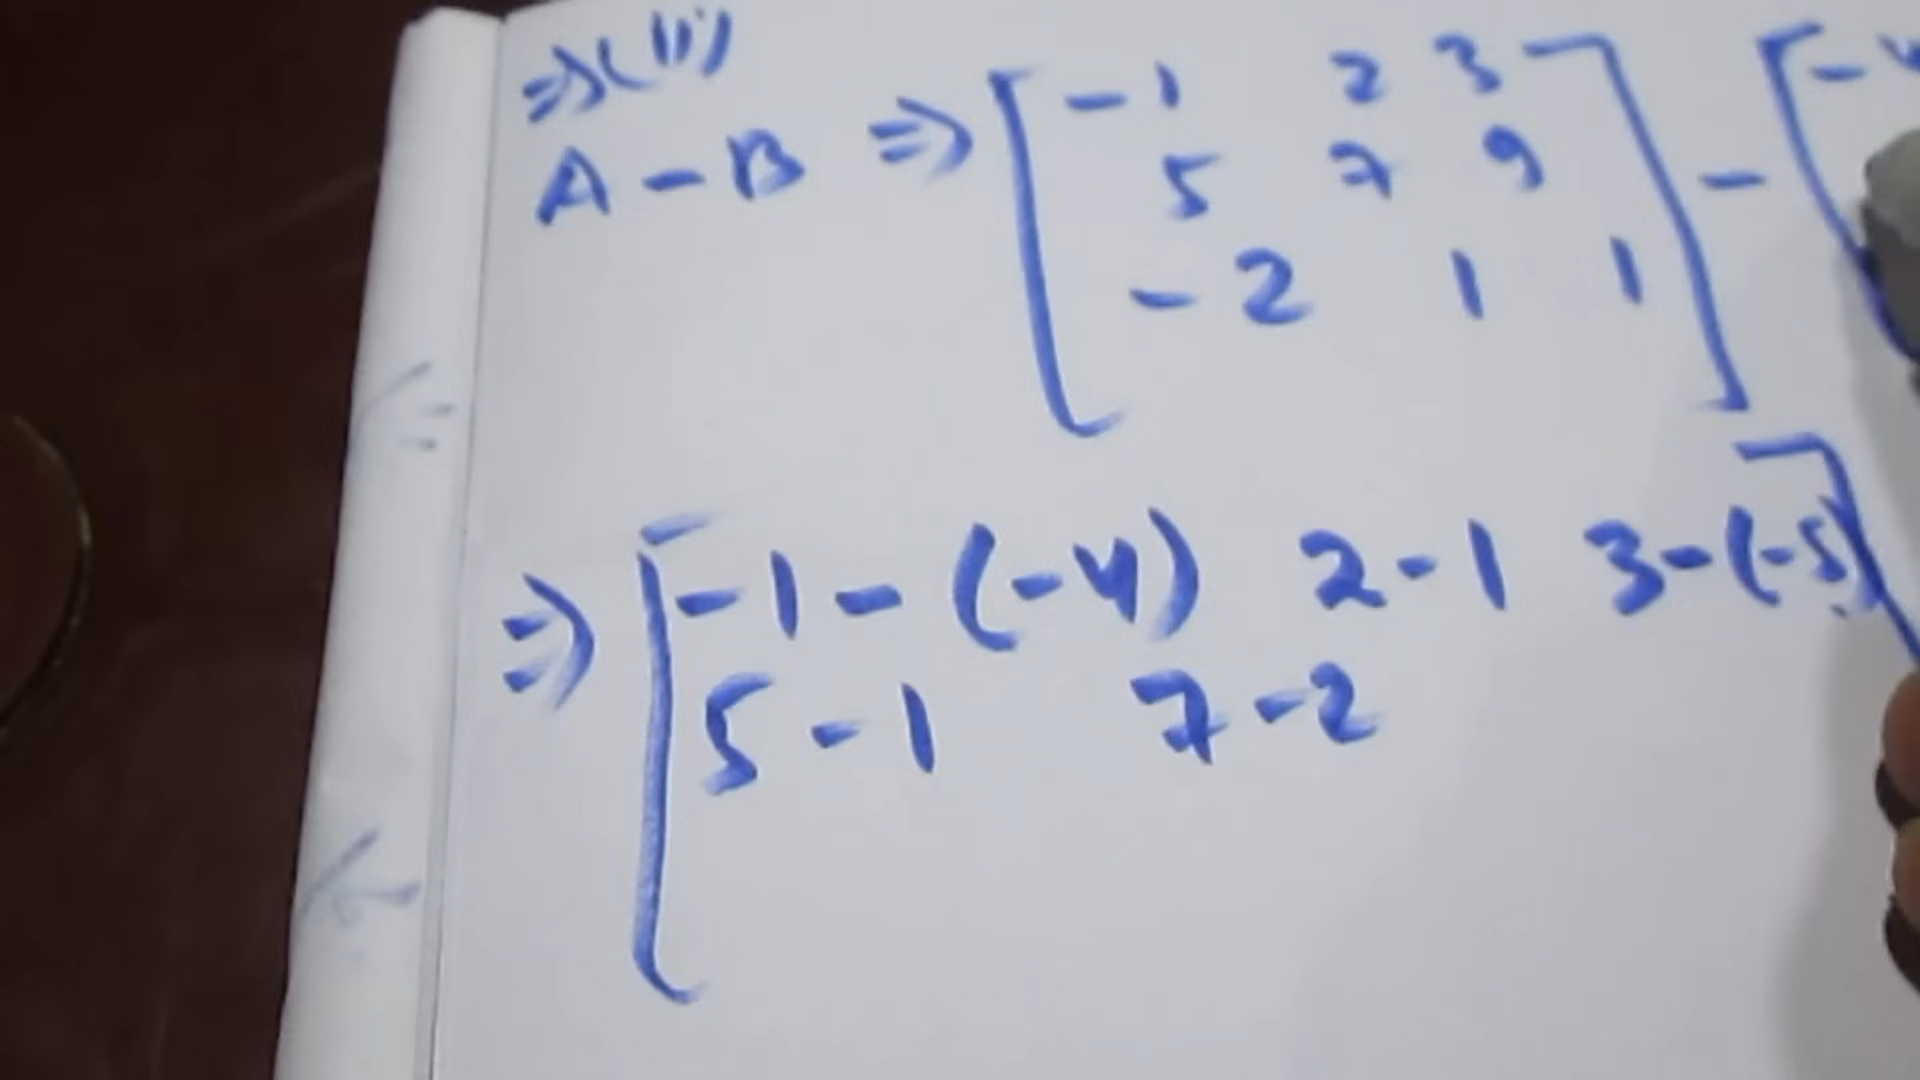 ⇒ (ii)
A - B ⇒ [ -1 2 3 ] - [ -4
5 7 9
-2 1 1
⇒ [ -1 - (-4) 2 - 1 3 - (-5) ]
5 - 1 7 - 2